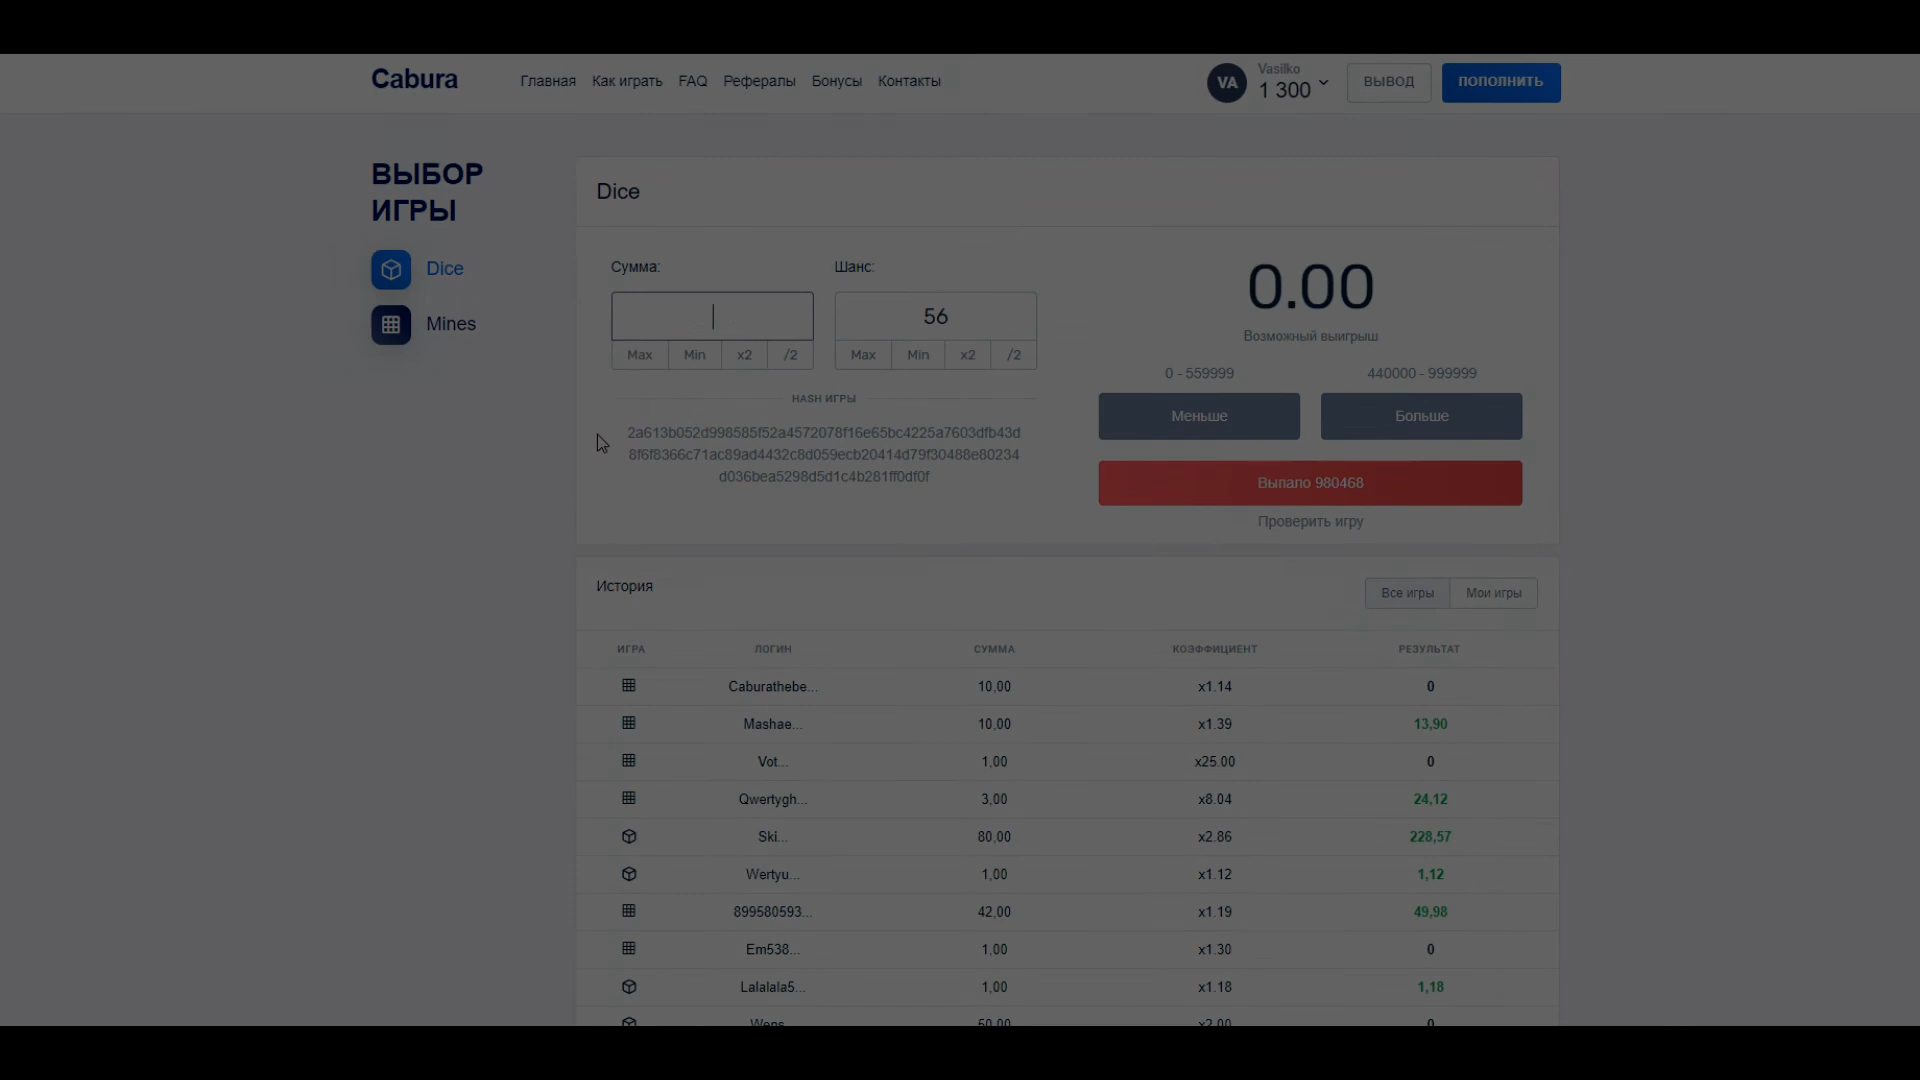 Cabura
Главная Как играть FAQ Рефералы Бонусы Контакты
VA
Vasilko
1 300
ВЫВОД
ПОПОЛНИТЬ
ВЫБОР
ИГРЫ
Dice
Mines
Dice
Сумма:
Шанс:
56
Max Min x2 /2
Max Min x2 /2
HASH ИГРЫ
2a613b052d998585f52a4572078f16e65bc4225a7603dfb43d
8f6f8366c71ac89ad4432c8d059ecb20414d79f30488e80234
d036bea5298d5d1c4b281ff0df0f
0.00
Возможный выигрыш
0 - 559999
440000 - 999999
Меньше
Больше
Выпало 980468
Проверить игру
История
Все игры Мои игры
ИГРА ЛОГИН СУММА КОЭФФИЦИЕНТ РЕЗУЛЬТАТ
Caburathebe... 10,00 x1.14 0
Mashae... 10,00 x1.39 13,90
Vot... 1,00 x25.00 0
Qwertygh... 3,00 x8.04 24,12
Ski... 80,00 x2.86 228,57
Wertyu... 1,00 x1.12 1,12
899580593... 42,00 x1.19 49,98
Em538... 1,00 x1.30 0
Lalalala5... 1,00 x1.18 1,18
Wens... 50,00 x2.00 0